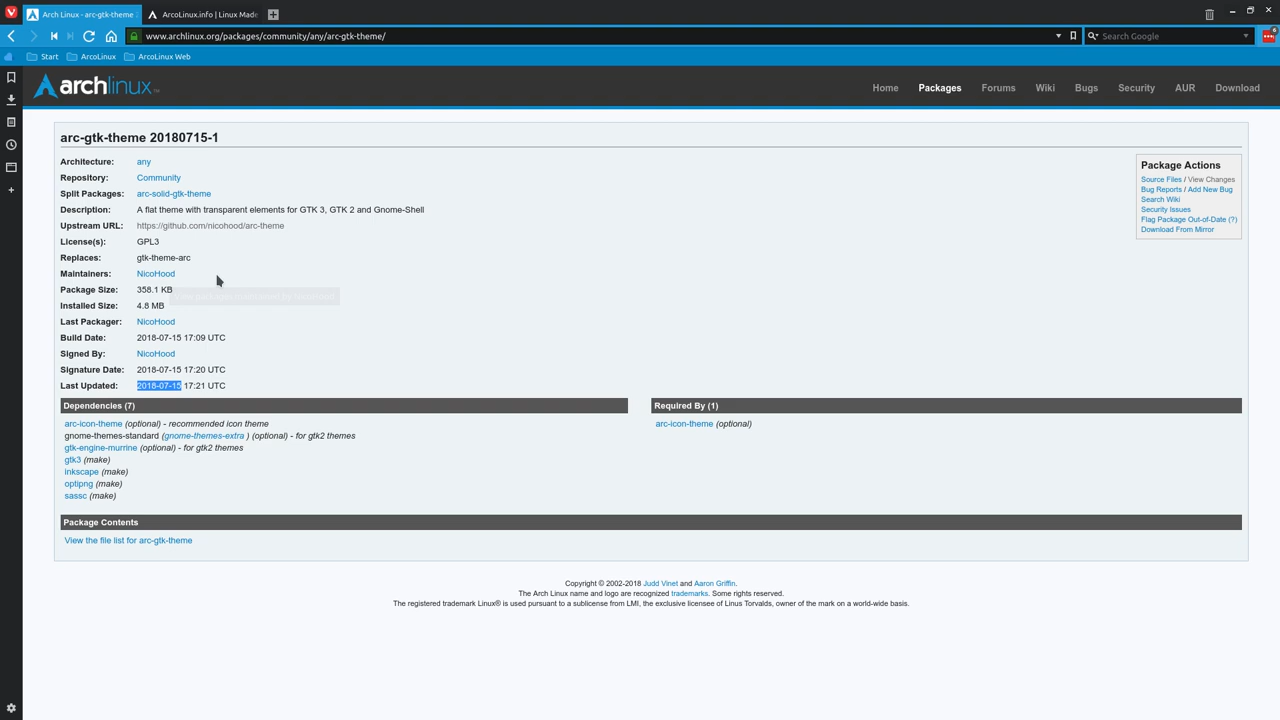 Arch Linux - arc-gtk-theme
ArcoLinux.info | Linux Made
www.archlinux.org/packages/community/any/arc-gtk-theme/
Search Google
6
Start
ArcoLinux
ArcoLinux Web
archlinux
Home
Packages
Forums
Wiki
Bugs
Security
AUR
Download
arc-gtk-theme 20180715-1
Architecture: any
Repository: Community
Split Packages: arc-solid-gtk-theme
Description: A flat theme with transparent elements for GTK 3, GTK 2 and Gnome-Shell
Upstream URL: https://github.com/nicohood/arc-theme
License(s): GPL3
Replaces: gtk-theme-arc
Maintainers: NicoHood
Package Size: 358.1 KB
Installed Size: 4.8 MB
Last Packager: NicoHood
Build Date: 2018-07-15 17:09 UTC
Signed By: NicoHood
Signature Date: 2018-07-15 17:20 UTC
Last Updated: 2018-07-15 17:21 UTC
Package Actions
Source Files / View Changes
Bug Reports / Add New Bug
Search Wiki
Security Issues
Flag Package Out-of-Date (?)
Download From Mirror
Dependencies (7)
arc-icon-theme (optional) - recommended icon theme
gnome-themes-standard (gnome-themes-extra ) (optional) - for gtk2 themes
gtk-engine-murrine (optional) - for gtk2 themes
gtk3 (make)
inkscape (make)
optipng (make)
sassc (make)
Required By (1)
arc-icon-theme (optional)
Package Contents
View the file list for arc-gtk-theme
Copyright © 2002-2018 Judd Vinet and Aaron Griffin.
The Arch Linux name and logo are recognized trademarks. Some rights reserved.
The registered trademark Linux® is used pursuant to a sublicense from LMI, the exclusive licensee of Linus Torvalds, owner of the mark on a world-wide basis.